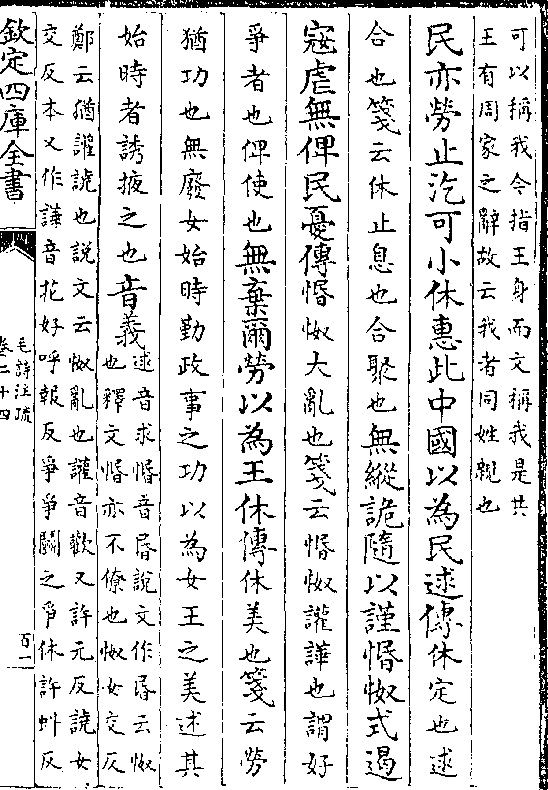 可以稱我今指王身而文稱我是共
王有周家之辭故云我者同姓親也
民亦勞止汔可小休惠此中國以為民逑傳休定也逑
合也箋云休止息也合聚也無縱詭隨以謹惽怓式遏
寇虐無俾民憂傳惽怓大亂也箋云惽怓讙譁也謂好
爭者也俾使也無棄爾勞以為王休傳休美也箋云勞
猶功也無廢女始時勤政事之功以為女王之美述其
始時者誘掖之也音義逑音求惽音昬說文作昬云怓
也釋文惽亦不憭也怓女交反
鄭云猶讙譊也說文云怓亂也讙音歡又許元反譊女
交反本又作譁音花好呼報反爭爭鬭之爭休許虯反
欽定四庫全書
毛詩注疏
卷二十四
百一